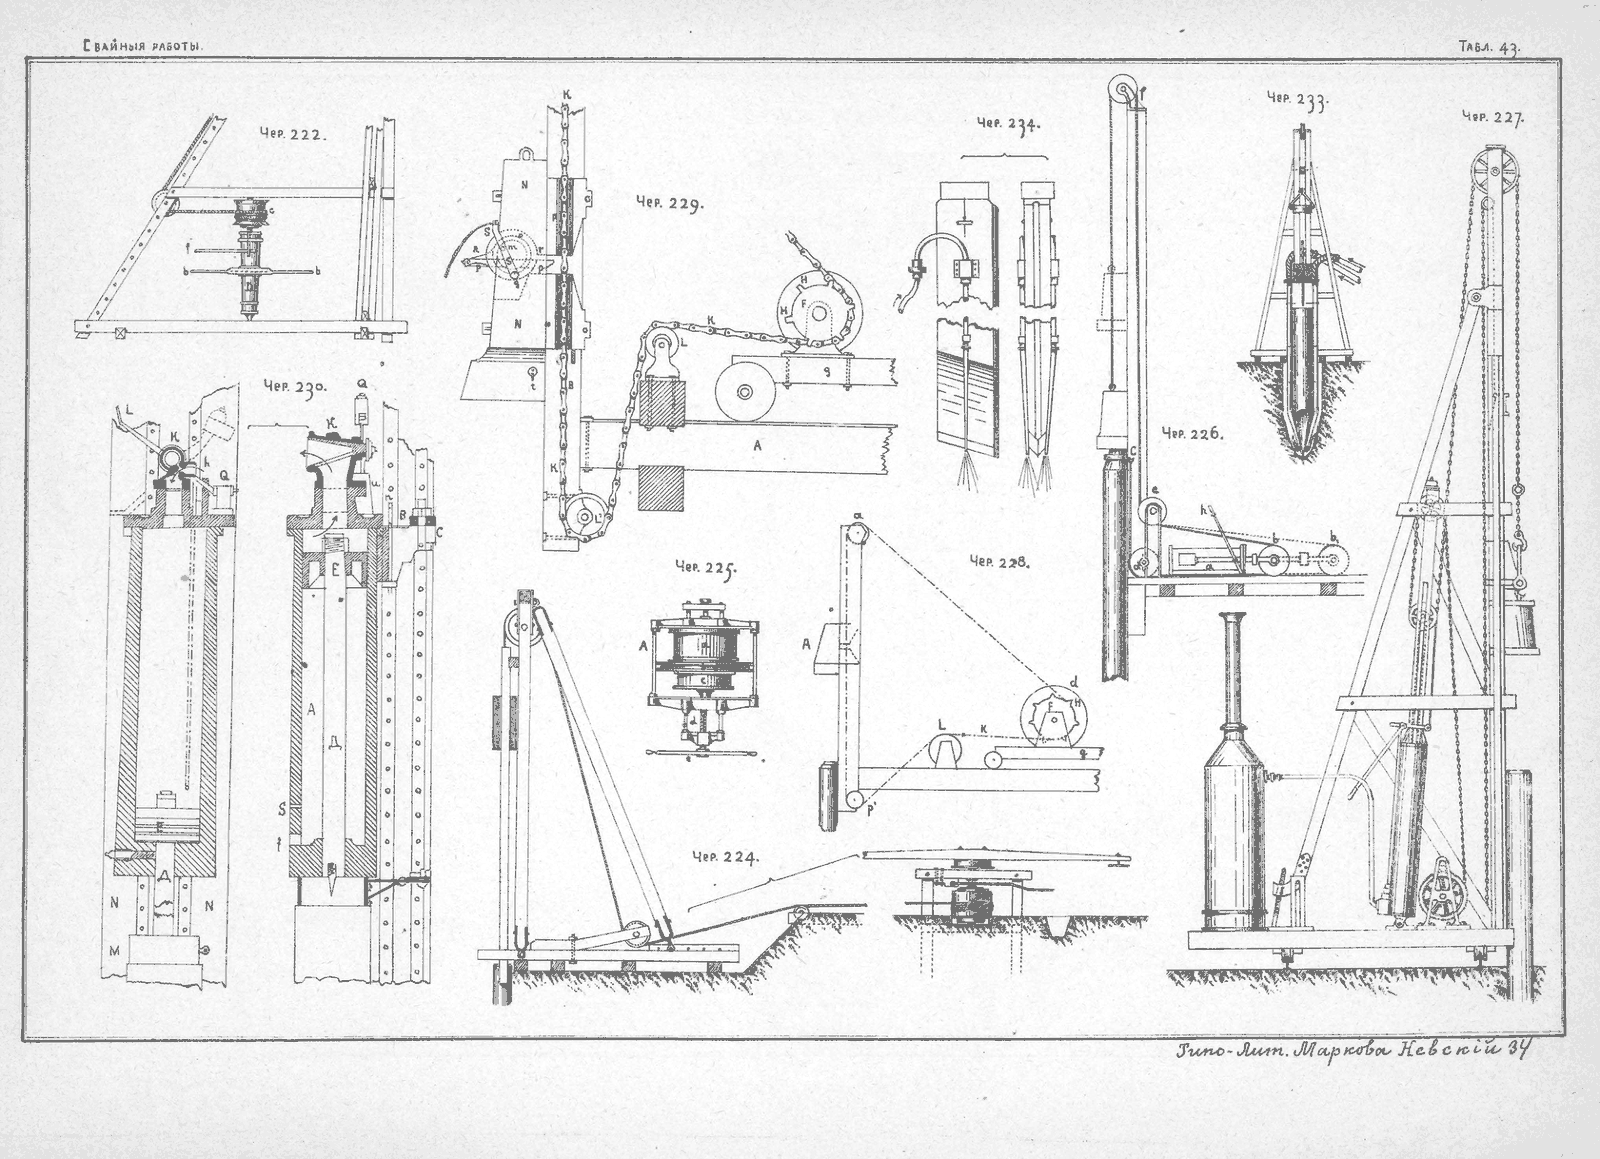 Свайныя работы.
Табл. 43.
Чер. 222.
Чер. 229.
Чер. 234.
Чер. 233.
Чер. 227.
Чер. 230.
Чер. 226.
Чер. 225.
Чер. 228.
Чер. 224.
c
f
b
b
K
N
S
N
t
B
K
L
K
H
F
H
g
A
L'
L
K
h
Q
N
N
M
Q
K
B
C
E
A
Д
S
f
E
Д
A
c
d
a
A
L
K
d
F
H
g
p'
f
C
e
h
b
b,
a
Типо-Лит. Маркова Невскій 34